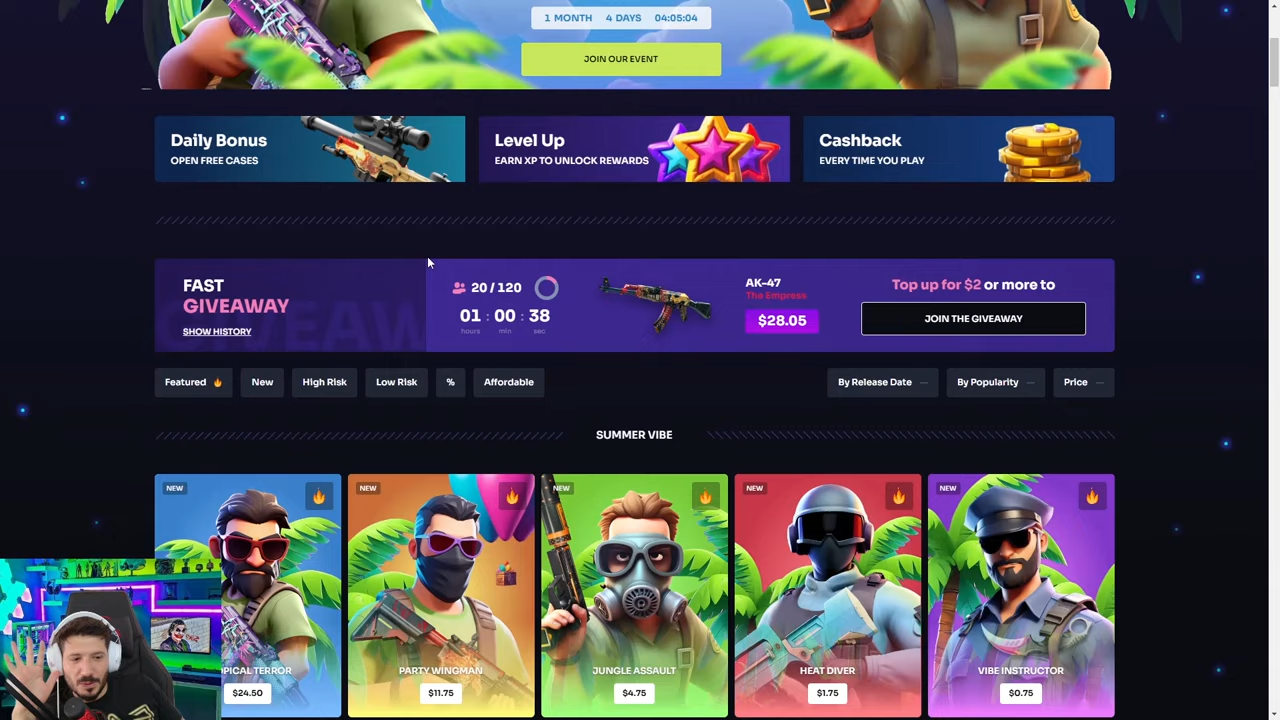 1 MONTH 4 DAYS 04:05:04
JOIN OUR EVENT
Daily Bonus
OPEN FREE CASES
Level Up
EARN XP TO UNLOCK REWARDS
Cashback
EVERY TIME YOU PLAY
FAST
GIVEAWAY
SHOW HISTORY
20 / 120
01 : 00 : 38
hours min sec
AK-47
The Empress
$28.05
Top up for $2 or more to
JOIN THE GIVEAWAY
Featured New High Risk Low Risk % Affordable By Release Date By Popularity Price
SUMMER VIBE
NEW NEW NEW NEW NEW
PICAL TERROR PARTY WINGMAN JUNGLE ASSAULT HEAT DIVER VIBE INSTRUCTOR
$24.50 $11.75 $4.75 $1.75 $0.75